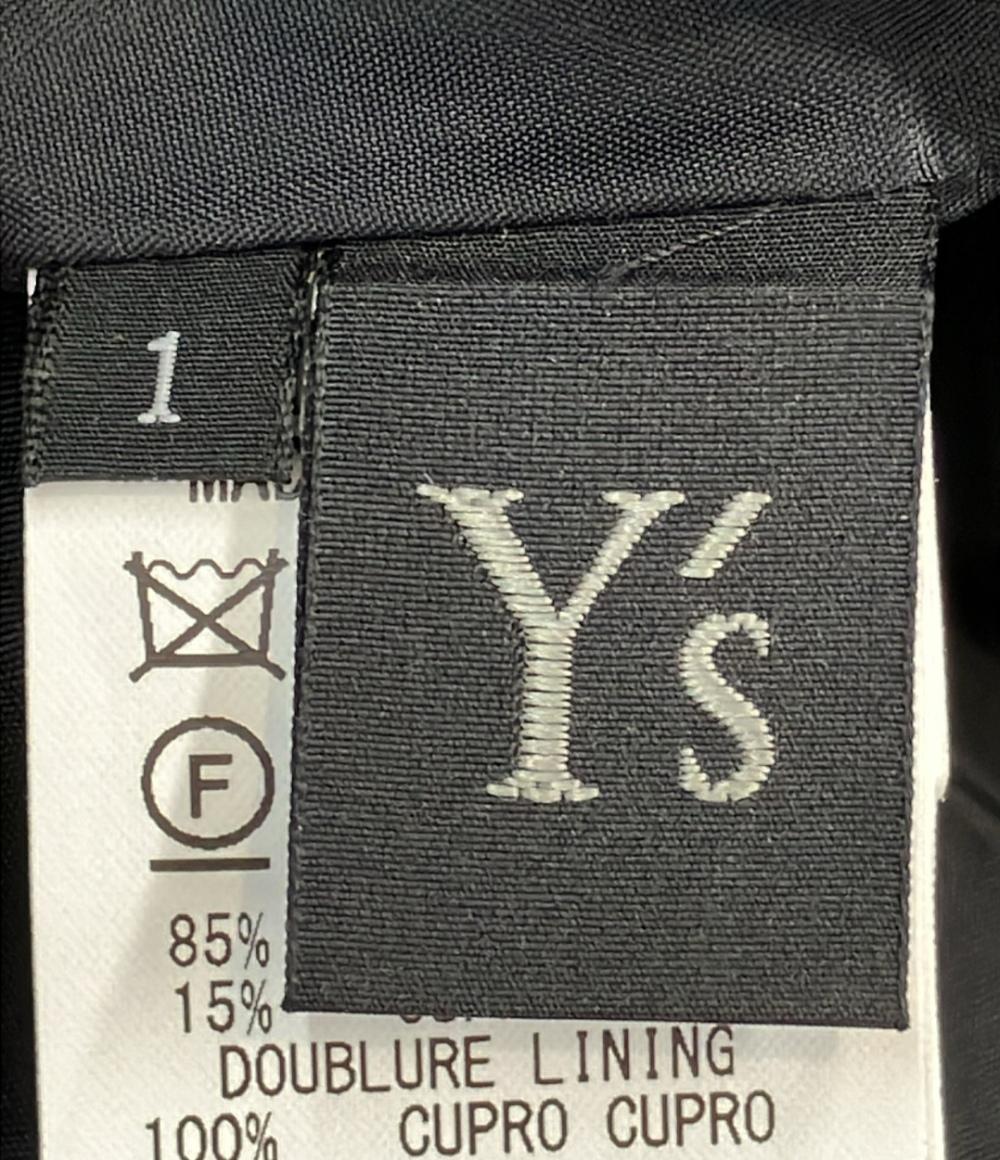 1
Y's
F
85%
15%
DOUBLURE LINING
100% CUPRO CUPRO